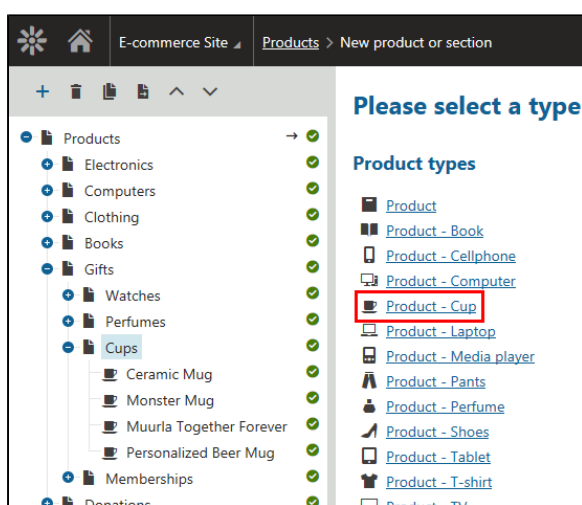 E-commerce Site
Products > New product or section
Products
Electronics
Computers
Clothing
Books
Gifts
Watches
Perfumes
Cups
Ceramic Mug
Monster Mug
Muurla Together Forever
Personalized Beer Mug
Memberships
Donations
Please select a type
Product types
Product
Product - Book
Product - Cellphone
Product - Computer
Product - Cup
Product - Laptop
Product - Media player
Product - Pants
Product - Perfume
Product - Shoes
Product - Tablet
Product - T-shirt
Product - TV